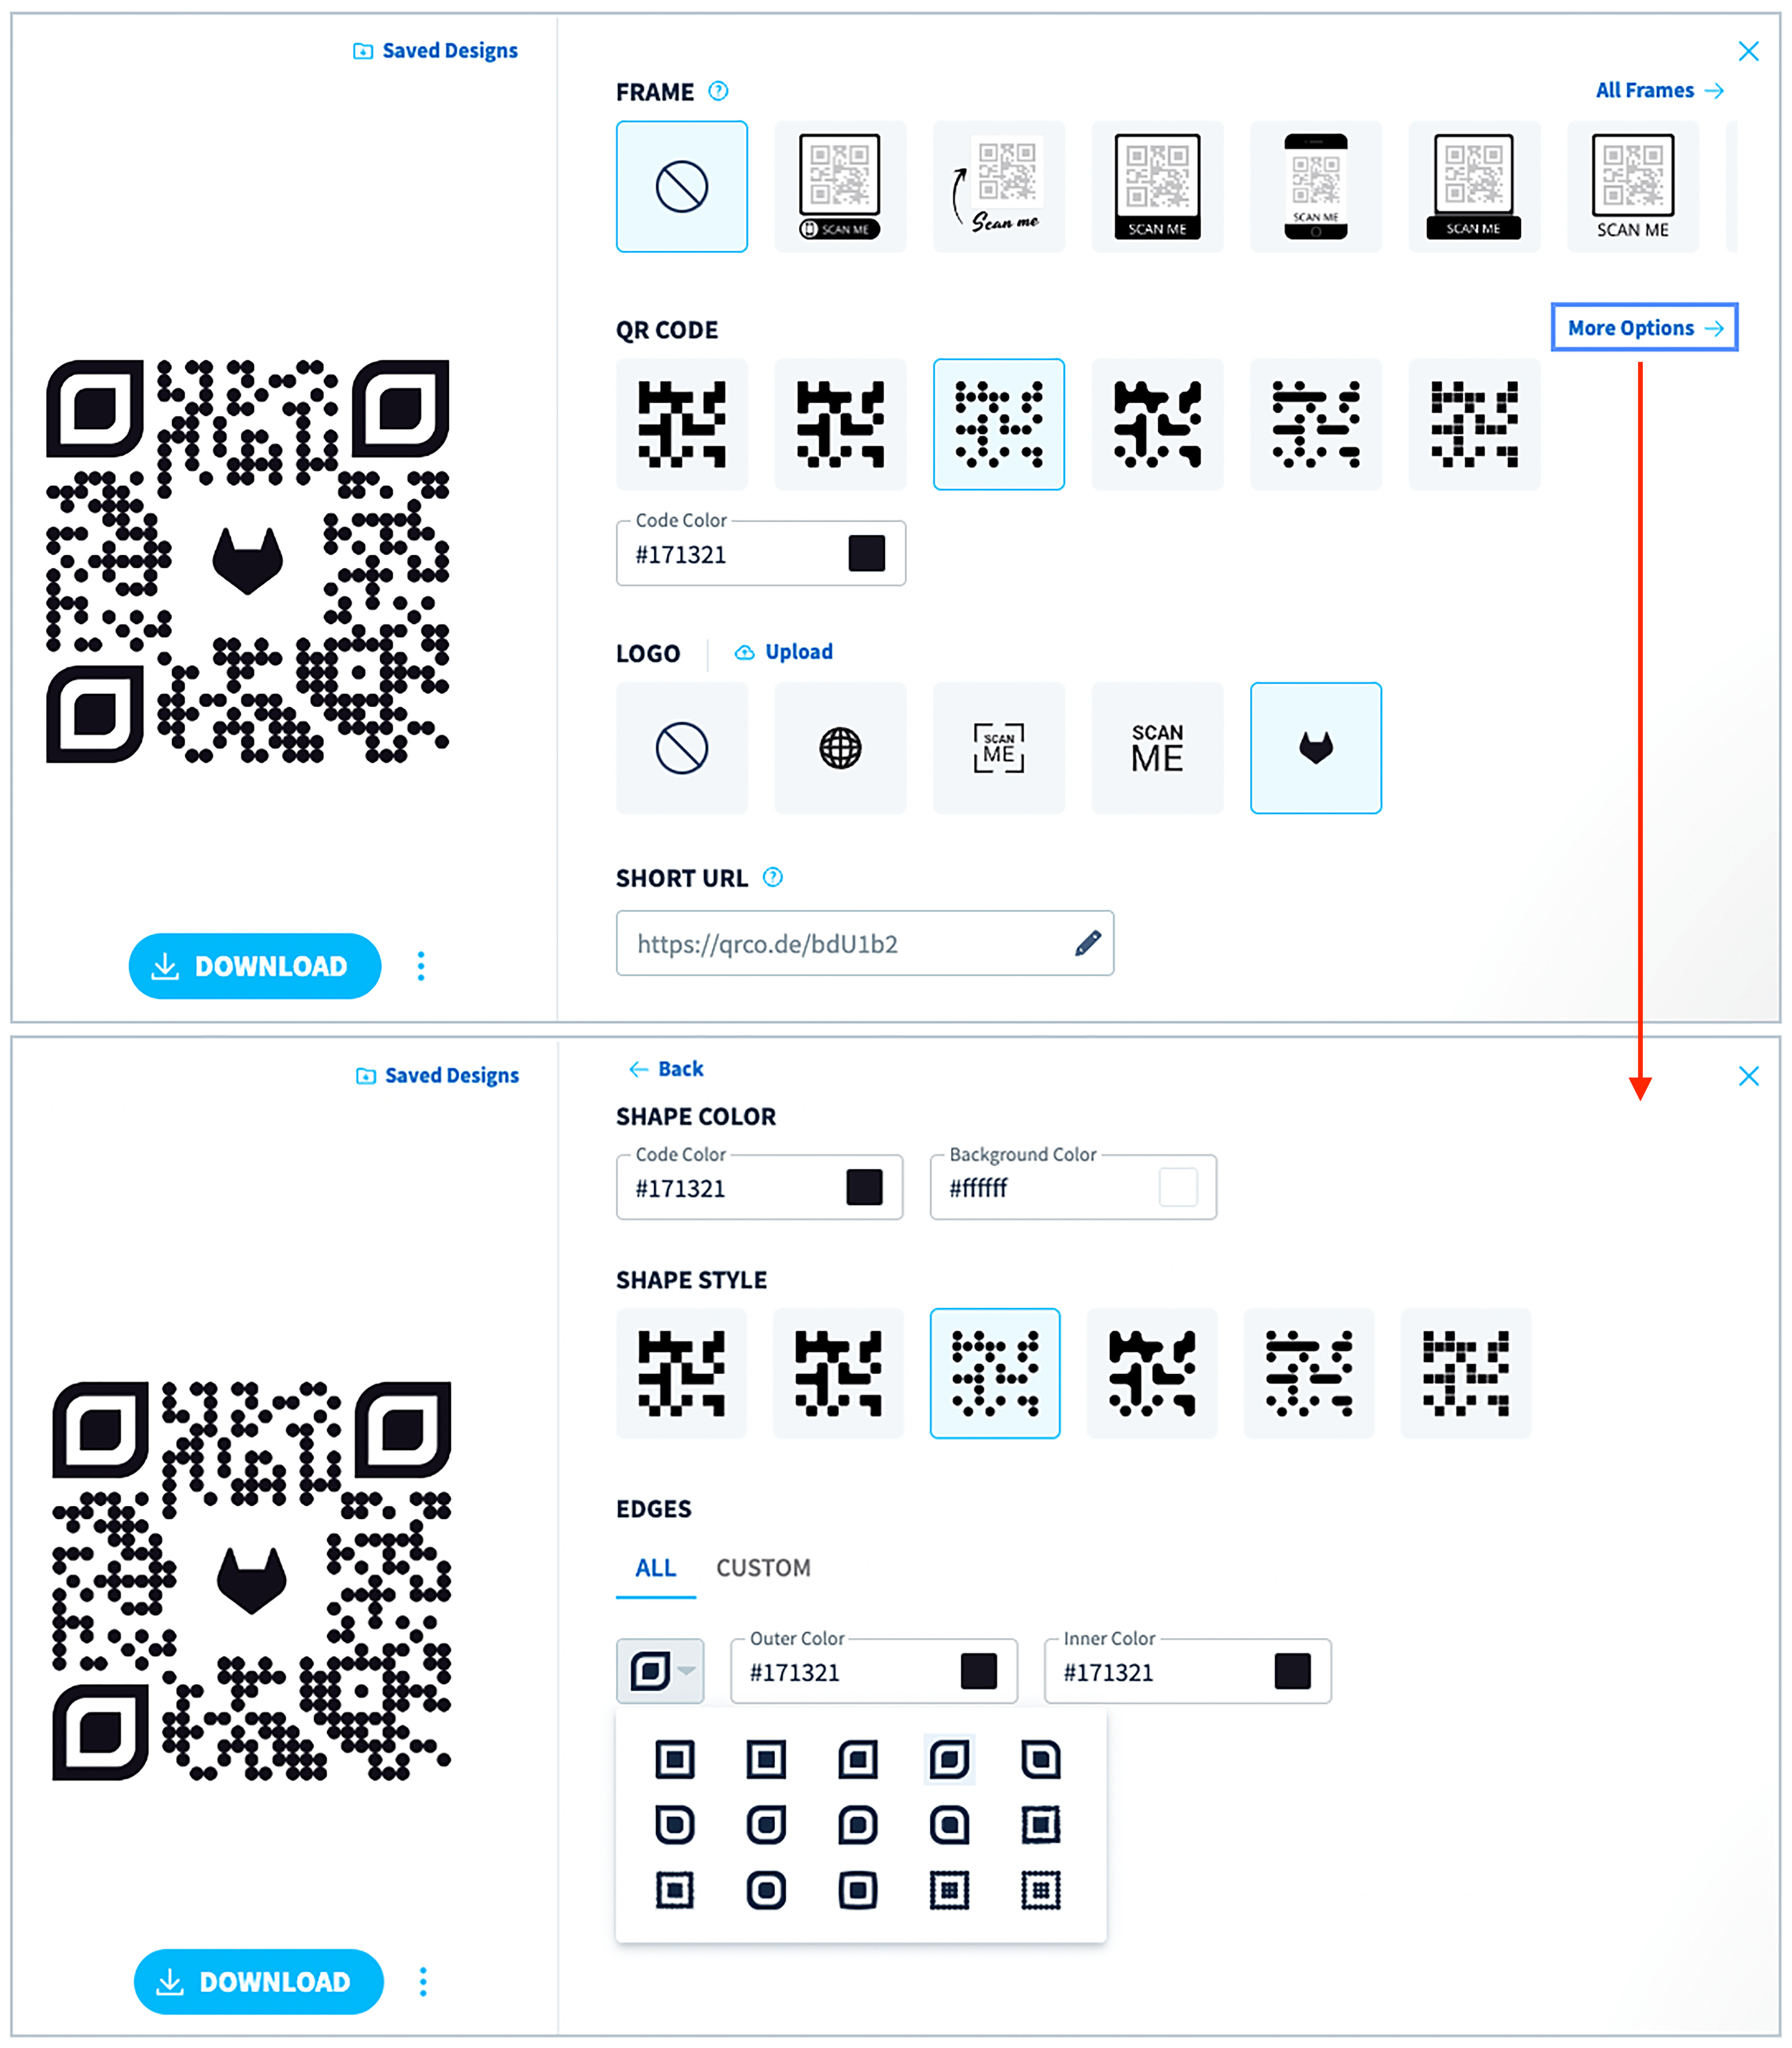 Saved Designs
FRAME ?
All Frames →
SCAN ME
Scan me
SCAN ME
SCAN ME
SCAN ME
SCAN ME
QR CODE
More Options →
Code Color
#171321
LOGO
Upload
SCAN
ME
SCAN
ME
SHORT URL ?
https://qrco.de/bdU1b2
DOWNLOAD
Saved Designs
← Back
SHAPE COLOR
Code Color
#171321
Background Color
#ffffff
SHAPE STYLE
EDGES
ALL CUSTOM
Outer Color
#171321
Inner Color
#171321
DOWNLOAD